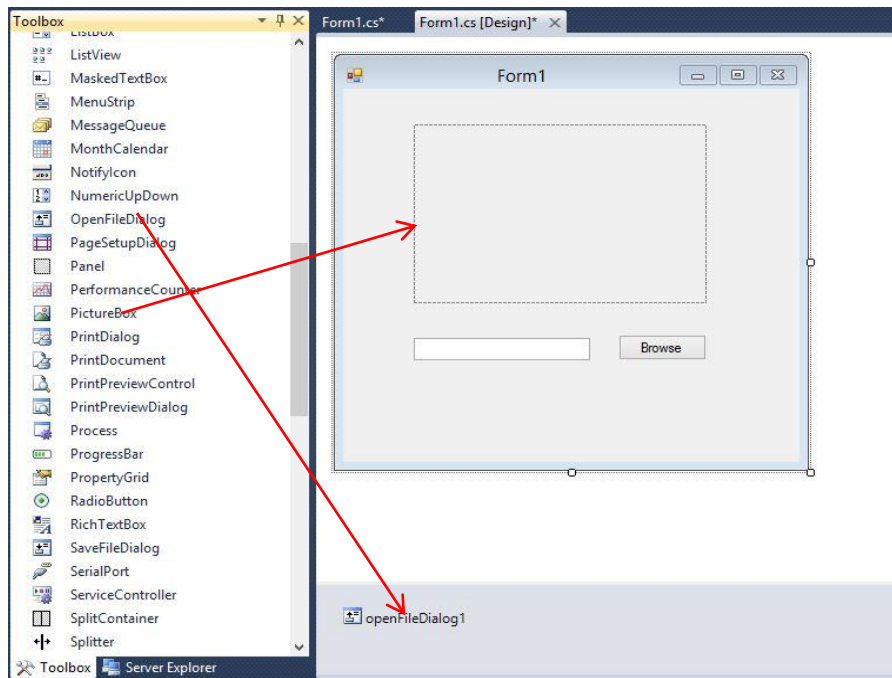 Toolbox
ListBox
ListView
MaskedTextBox
MenuStrip
MessageQueue
MonthCalendar
NotifyIcon
NumericUpDown
OpenFileDialog
PageSetupDialog
Panel
PerformanceCounter
PictureBox
PrintDialog
PrintDocument
PrintPreviewControl
PrintPreviewDialog
Process
ProgressBar
PropertyGrid
RadioButton
RichTextBox
SaveFileDialog
SerialPort
ServiceController
SplitContainer
Splitter
Toolbox Server Explorer
Form1.cs* Form1.cs [Design]*
Form1
Browse
openFileDialog1